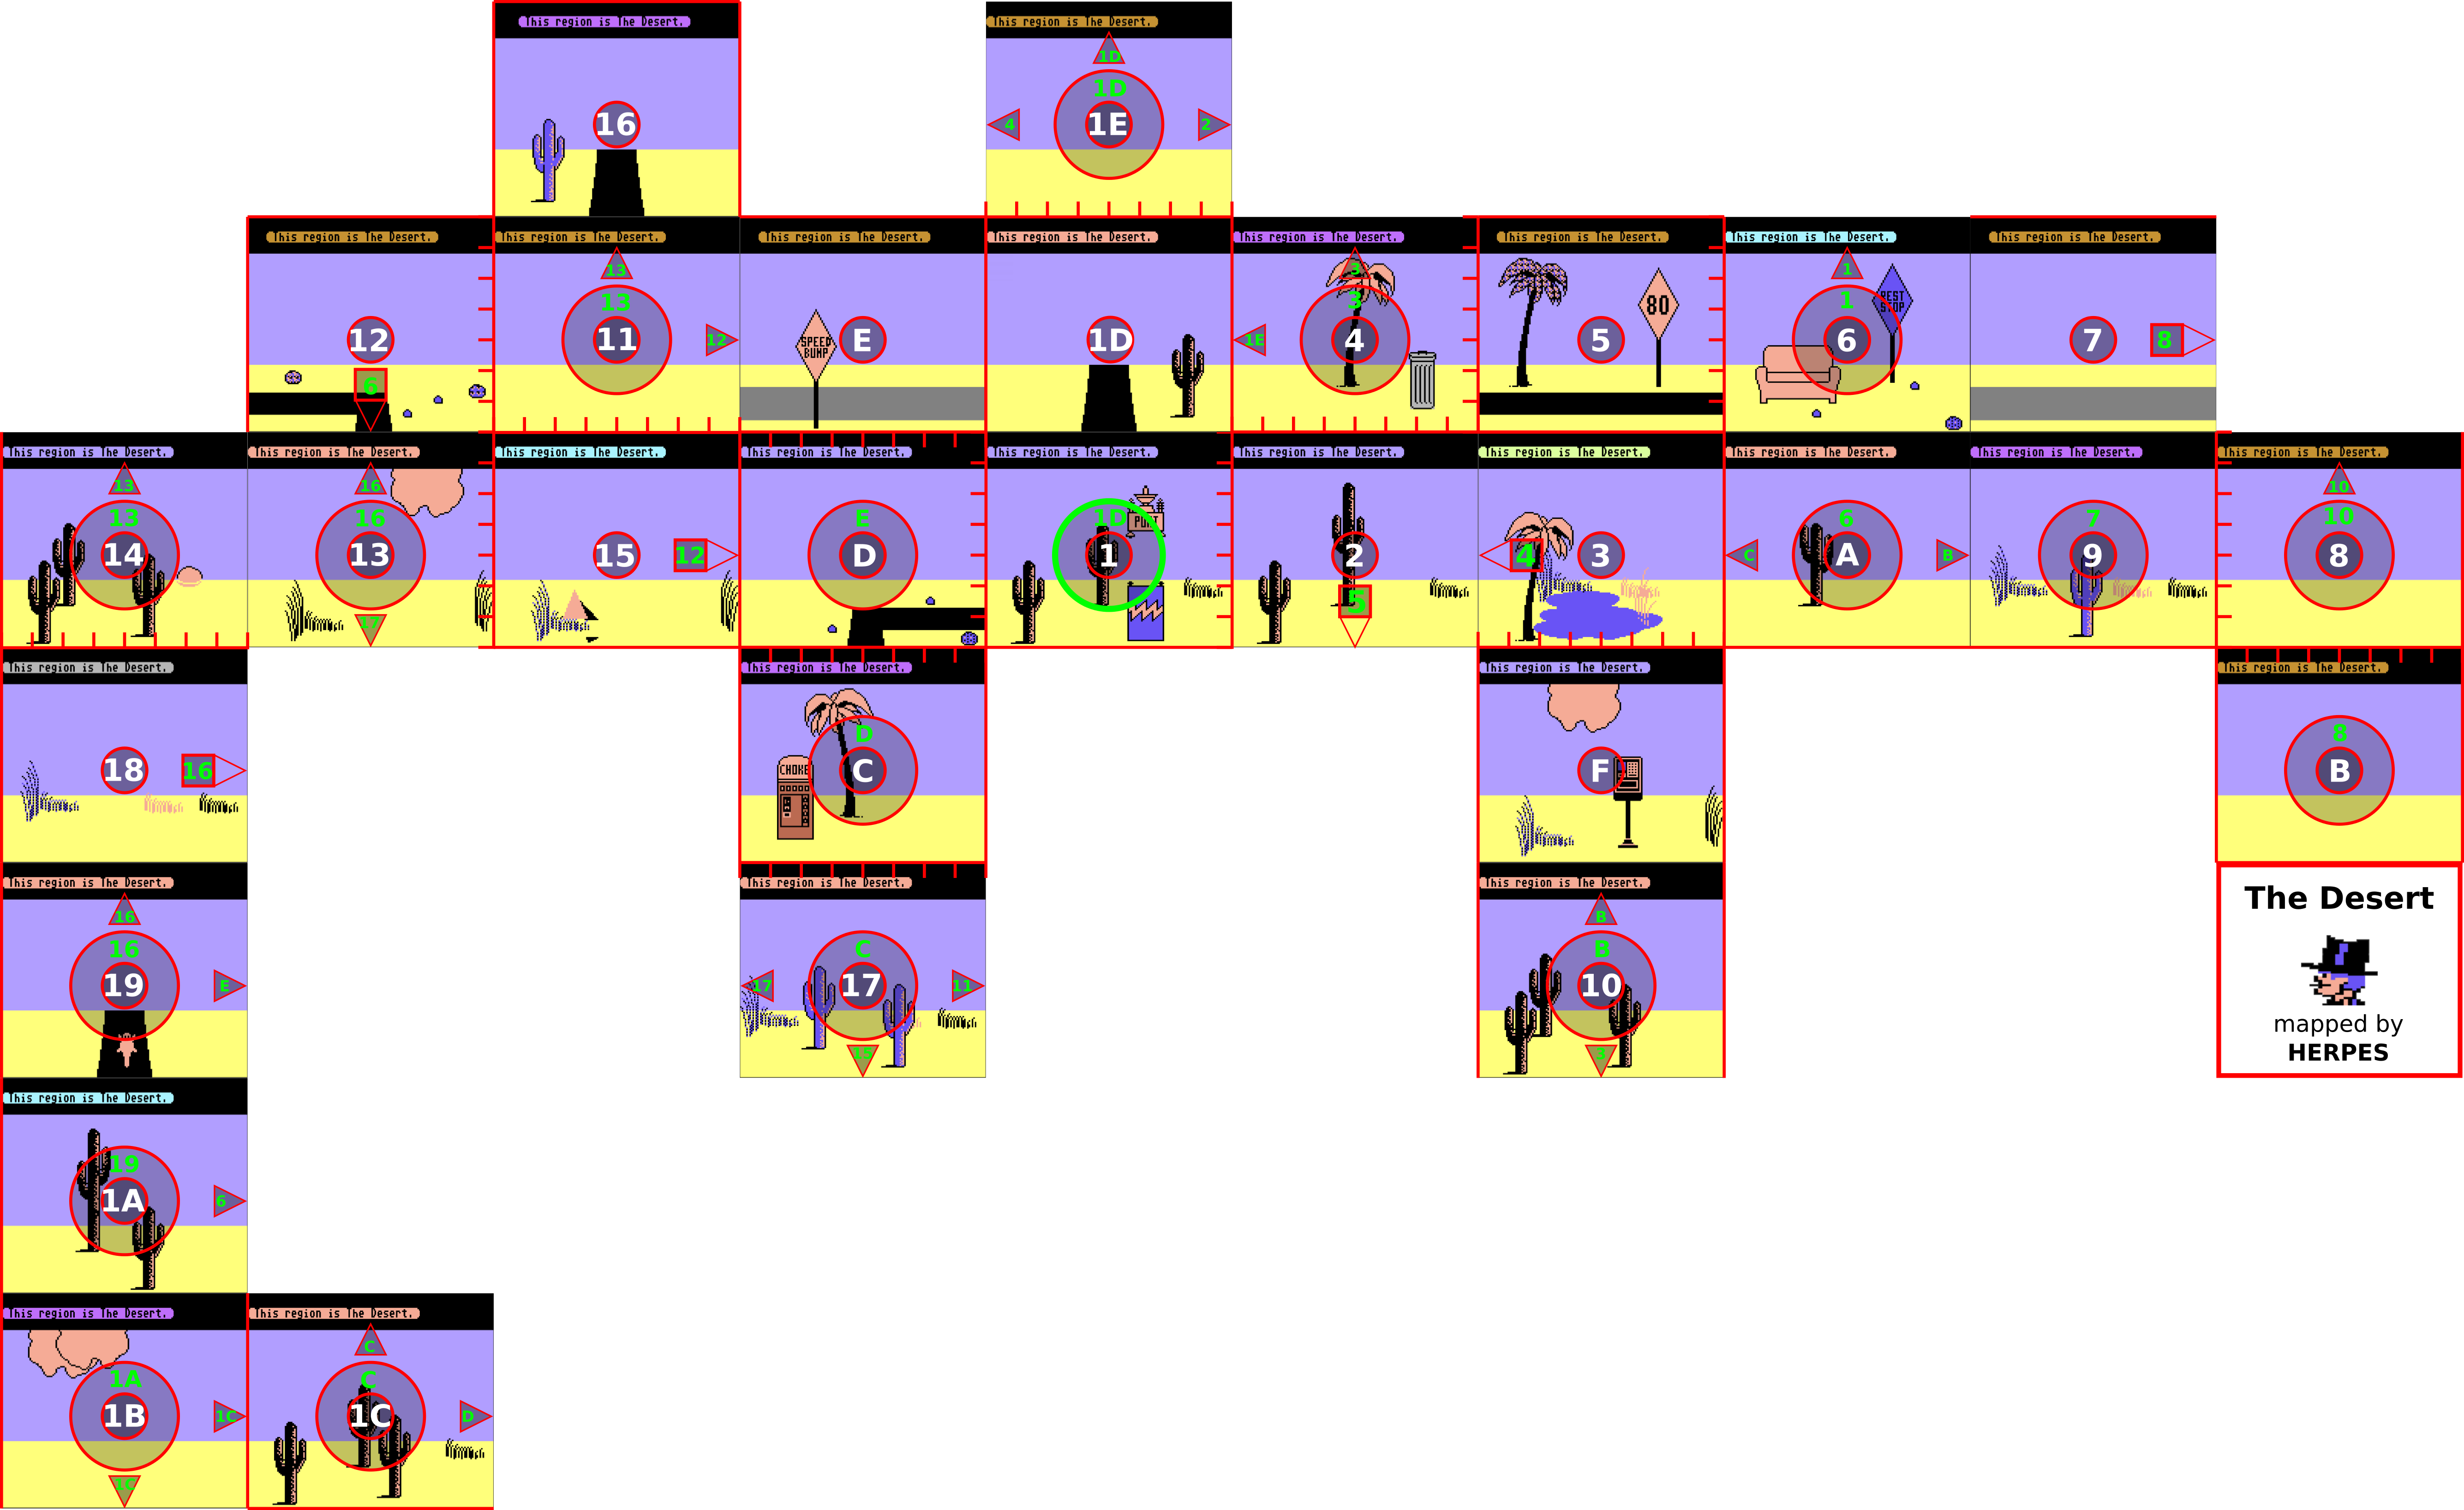 This region is The Desert.
16
This region is The Desert.
1D
1D
1E
4
2
This region is The Desert.
12
6
This region is The Desert.
13
13
11
12
This region is The Desert.
SPEED
BUMP
E
This region is The Desert.
1D
This region is The Desert.
3
3
1E
4
This region is The Desert.
80
5
This region is The Desert.
1
1
REST
STOP
6
This region is The Desert.
7
8
This region is The Desert.
13
13
14
This region is The Desert.
16
16
13
17
This region is The Desert.
15
12
This region is The Desert.
E
D
This region is The Desert.
1D
1
This region is The Desert.
2
5
This region is The Desert.
4
3
This region is The Desert.
6
C
A
B
This region is The Desert.
7
9
This region is The Desert.
10
10
8
This region is The Desert.
18
16
This region is The Desert.
D
CHOKE
C
This region is The Desert.
F
This region is The Desert.
8
B
This region is The Desert.
16
16
19
E
This region is The Desert.
C
17
17
11
15
This region is The Desert.
B
B
10
3
The Desert
mapped by
HERPES
This region is The Desert.
19
1A
6
This region is The Desert.
1A
1B
1C
1C
This region is The Desert.
C
C
1C
D